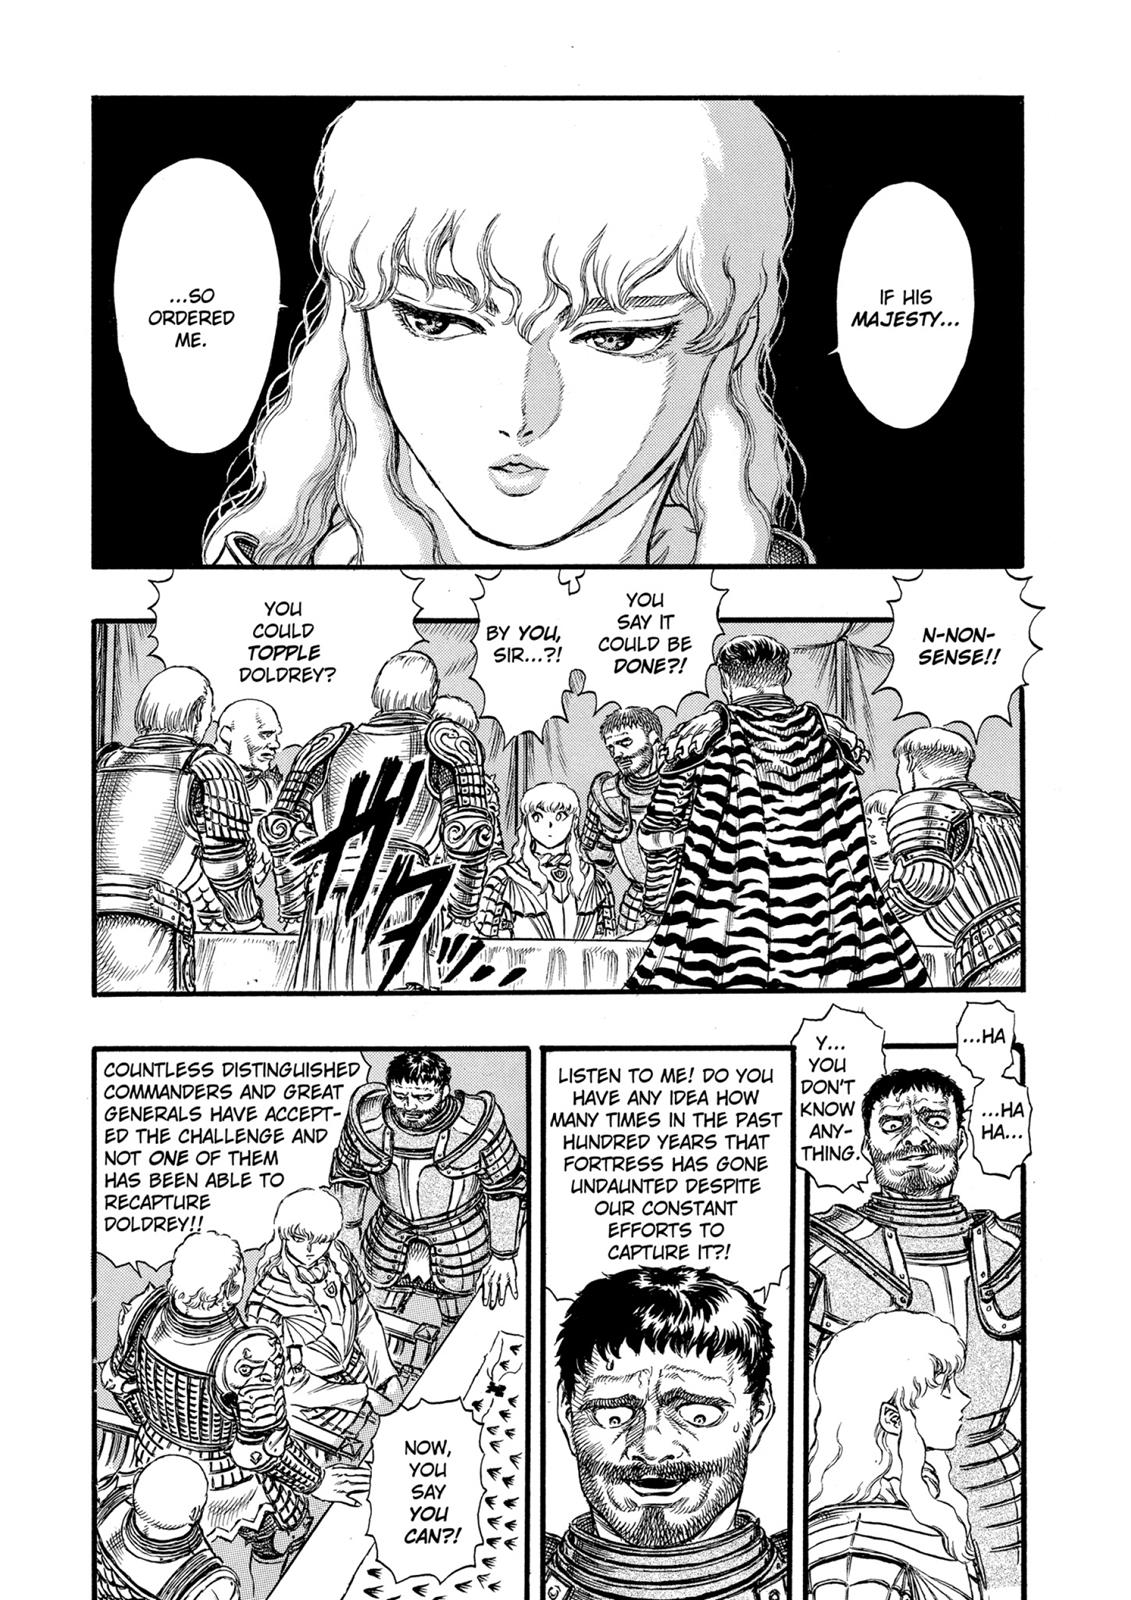 IF HIS
MAJESTY...
...SO
ORDERED
ME.
N-NON-
SENSE!!
YOU
SAY IT
COULD BE
DONE?!
BY YOU,
SIR...?!
YOU
COULD
TOPPLE
DOLDREY?
ガタッ..
...HA
...HA
HA...
Y...
YOU
DON'T
KNOW
ANY-
THING.
LISTEN TO ME! DO YOU
HAVE ANY IDEA HOW
MANY TIMES IN THE PAST
HUNDRED YEARS THAT
FORTRESS HAS GONE
UNDAUNTED DESPITE
OUR CONSTANT
EFFORTS TO
CAPTURE IT?!
COUNTLESS DISTINGUISHED
COMMANDERS AND GREAT
GENERALS HAVE ACCEPT-
ED THE CHALLENGE AND
NOT ONE OF THEM
HAS BEEN ABLE TO
RECAPTURE
DOLDREY!!
NOW,
YOU
SAY
YOU
CAN?!